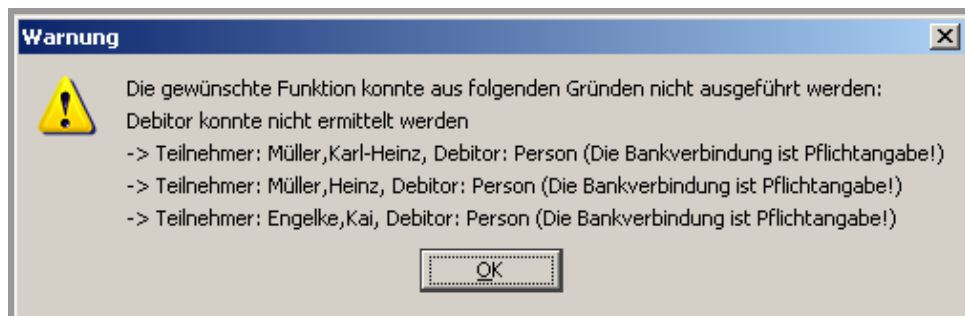 Warnung
Die gewünschte Funktion konnte aus folgenden Gründen nicht ausgeführt werden:
Debitor konnte nicht ermittelt werden
-> Teilnehmer: Müller,Karl-Heinz, Debitor: Person (Die Bankverbindung ist Pflichtangabe!)
-> Teilnehmer: Müller,Heinz, Debitor: Person (Die Bankverbindung ist Pflichtangabe!)
-> Teilnehmer: Engelke,Kai, Debitor: Person (Die Bankverbindung ist Pflichtangabe!)
OK